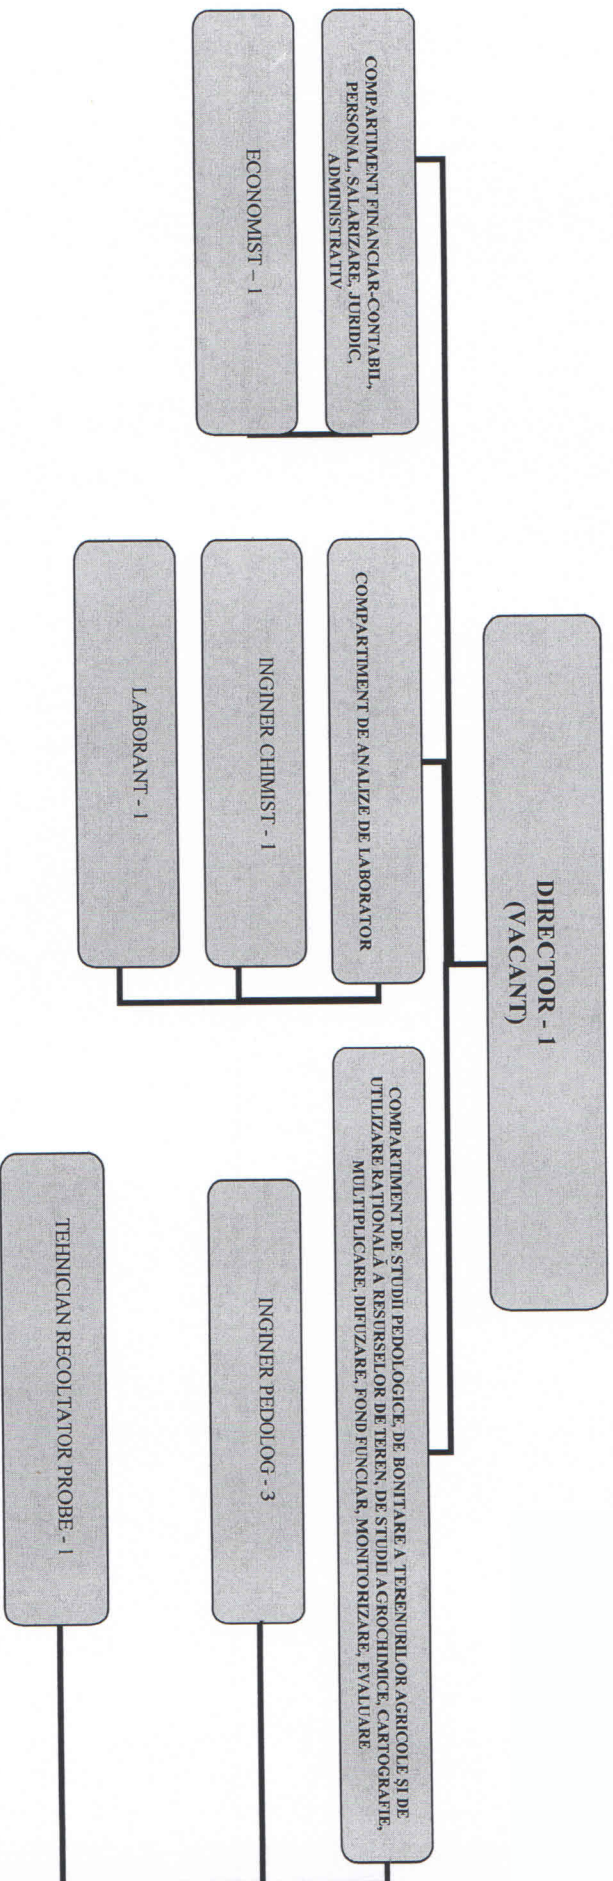 DIRECTOR - 1
(VACANT)
COMPARTIMENT FINANCIAR-CONTABIL,
PERSONAL, SALARIZARE, JURIDIC,
ADMINISTRATIV
ECONOMIST – 1
COMPARTIMENT DE ANALIZE DE LABORATOR
INGINER CHIMIST - 1
LABORANT - 1
COMPARTIMENT DE STUDII PEDOLOGICE, DE BONITARE A TERENURILOR AGRICOLE ȘI DE
UTILIZARE RAȚIONALĂ A RESURSELOR DE TEREN, DE STUDII AGROCHIMICE, CARTOGRAFIE,
MULTIPLICARE, DIFUZARE, FOND FUNCIAR, MONITORIZARE, EVALUARE
INGINER PEDOLOG - 3
TEHNICIAN RECOLTATOR PROBE - 1